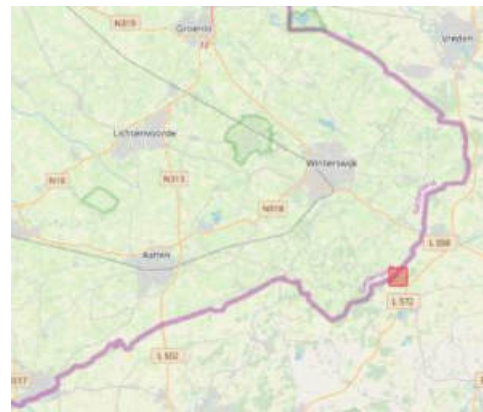 N319
Groenlo
Vreden
Lichtenvoorde
Winterswijk
N18
N313
N318
L 558
Aalten
L 572
L 602